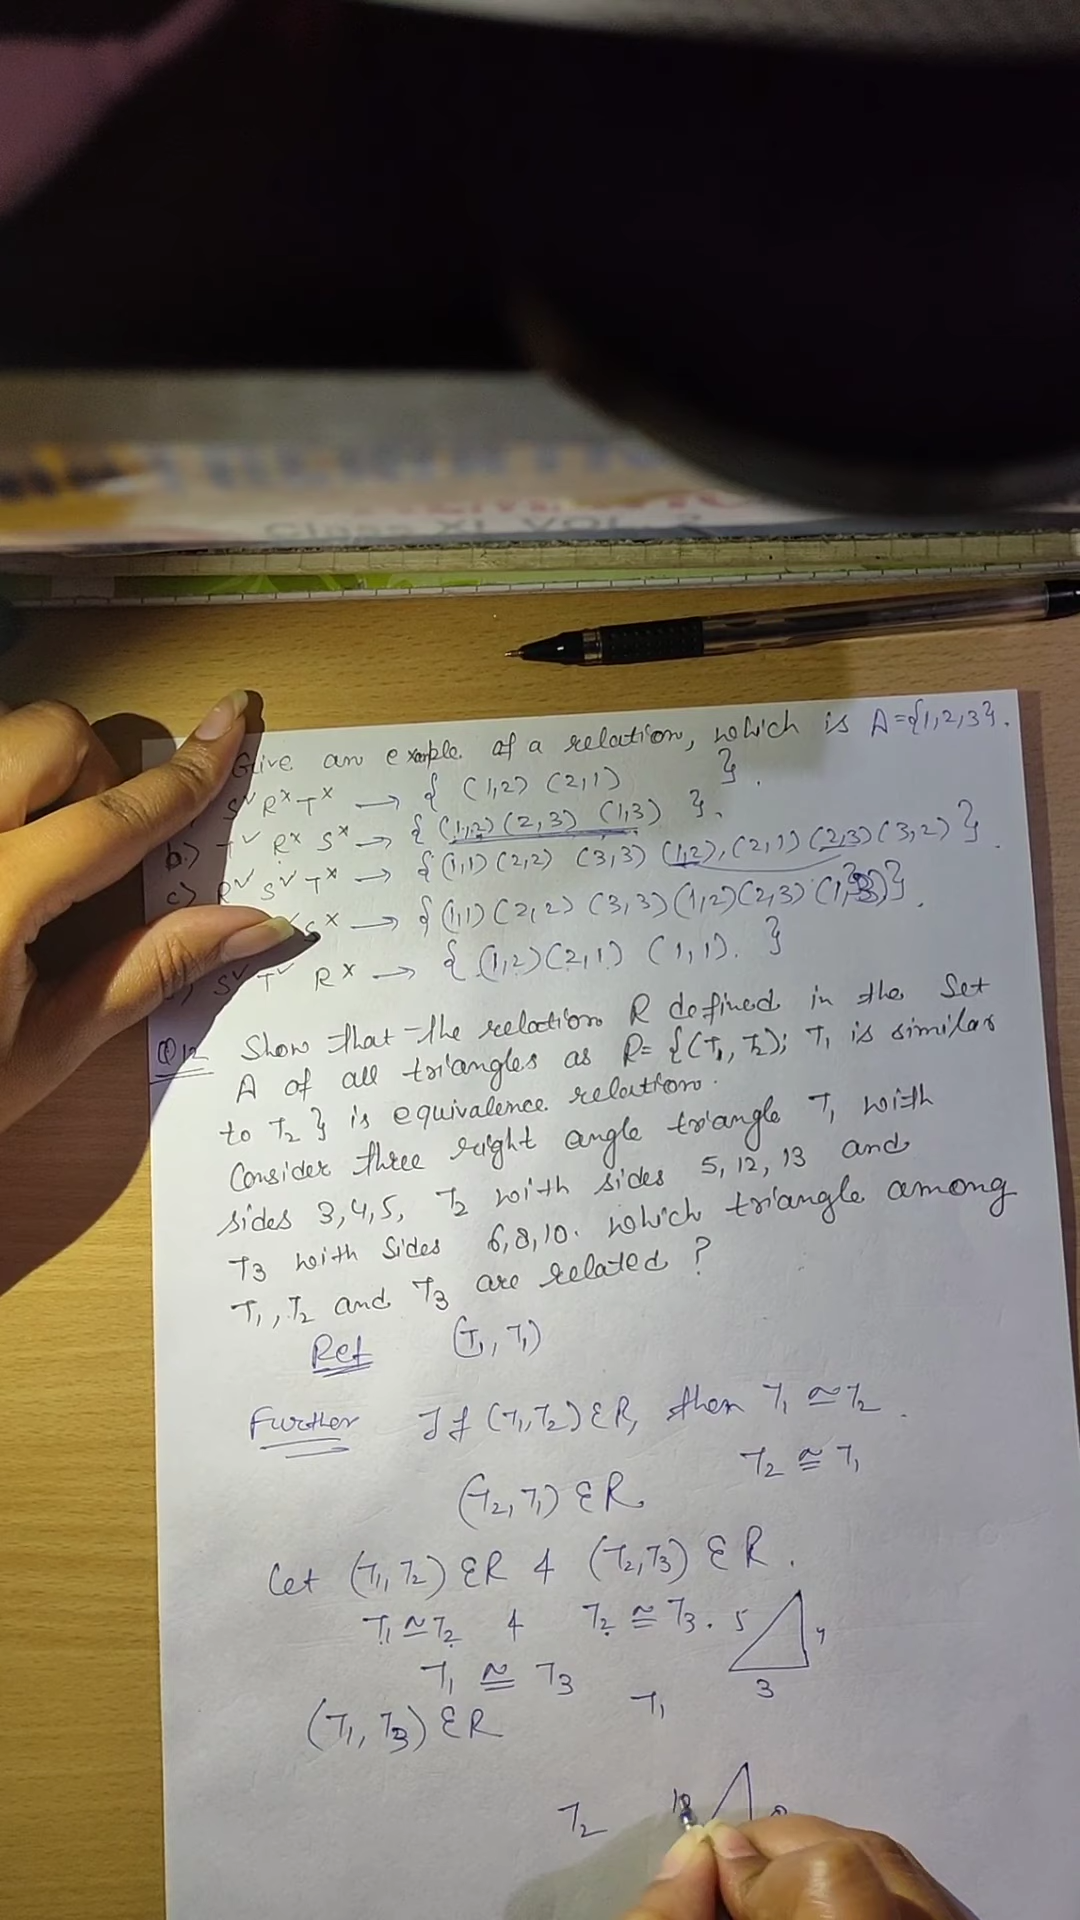 Class XI VOL.
Give an example of a relation, which is A={1,2,3}.
S✓ R× T× → { (1,2) (2,1) }.
b.) T✓ R× S× → { (1,2) (2,3) (1,3) }.
c) R✓ S✓ T× → { (1,1) (2,2) (3,3) (1,2), (2,1) (2,3) (3,2) }.
S× → { (1,1) (2,2) (3,3) (1,2) (2,3) (1,3)}.
S✓ T✓ R× → { (1,2) (2,1) (1,1). }
Q12 Show that the relation R defined in the Set
A of all triangles as R= {(T1, T2); T1 is similar
to T2 } is equivalence relation.
Consider three right angle triangle T1 with
sides 3,4,5, T2 with sides 5, 12, 13 and
T3 with Sides 6,8,10. which triangle among
T1, T2 and T3 are related ?
Ref (T1, T1)
Further If (T1,T2) ∈ R, then T1 ≅ T2.
T2 ≅ T1
(T2, T1) ∈ R
Let (T1, T2) ∈ R & (T2,T3) ∈ R.
T1 ≅ T2 & T2 ≅ T3. 5 4
T1 ≅ T3 3
(T1, T3) ∈ R T1
T2 10